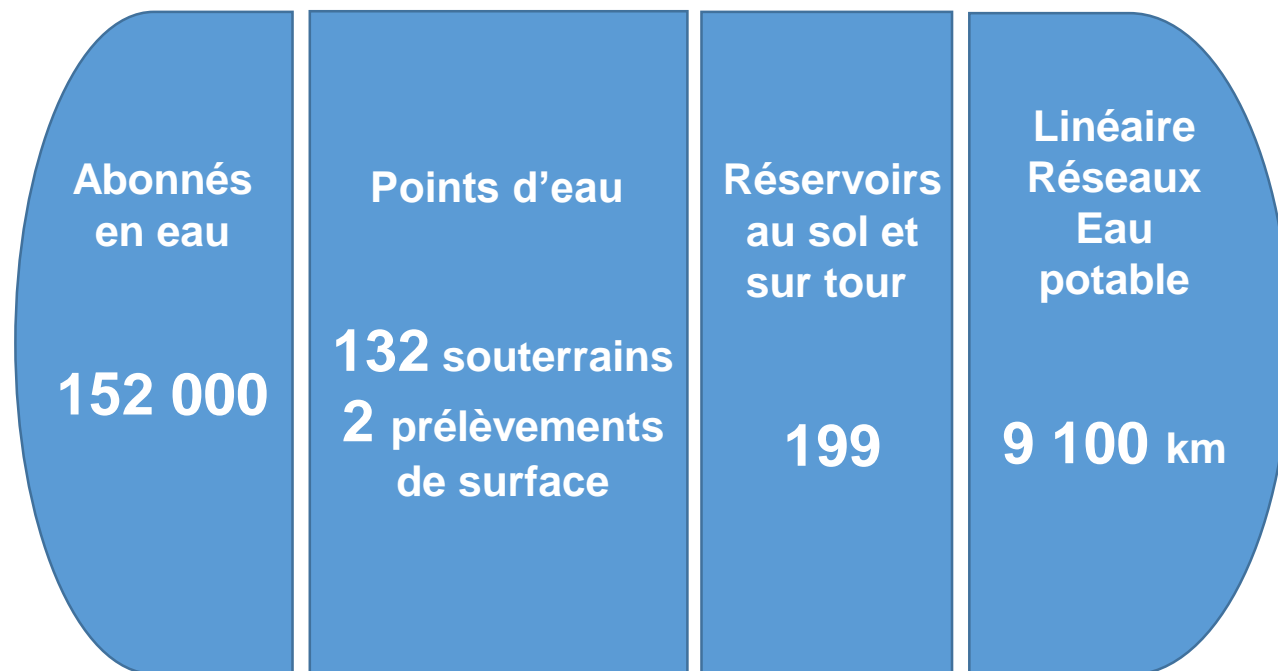 Abonnés
en eau
152 000
Points d’eau
132 souterrains
2 prélèvements
de surface
Réservoirs
au sol et
sur tour
199
Linéaire
Réseaux
Eau
potable
9 100 km